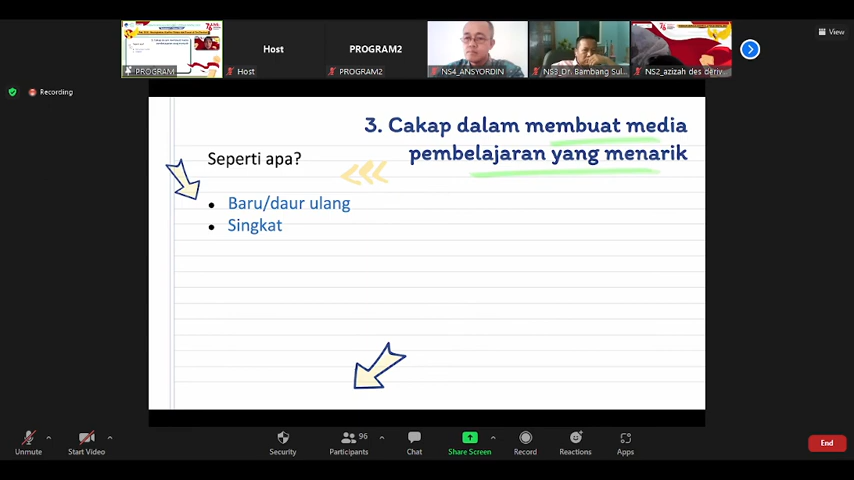 PROGRAM
Host
Host
PROGRAM2
PROGRAM2
NS4_ANSYORDIN
NS3_Dr. Bambang Sul...
NS2_azizah des deriv...
View
Recording
3. Cakap dalam membuat media
pembelajaran yang menarik
Seperti apa?
• Baru/daur ulang
• Singkat
Unmute
Start Video
Security
96
Participants
Chat
Share Screen
Record
Reactions
Apps
End